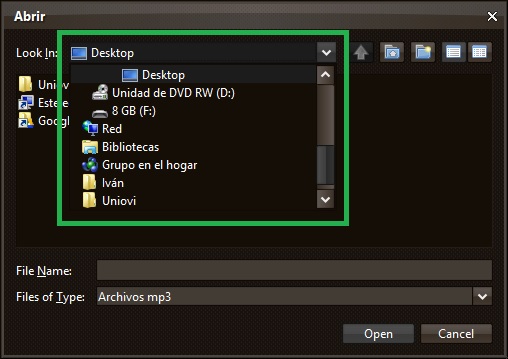 Abrir
Look In:
Desktop
Desktop
Unidad de DVD RW (D:)
8 GB (F:)
Red
Bibliotecas
Grupo en el hogar
Iván
Uniovi
Uniov
Estele
Googl
File Name:
Files of Type:
Archivos mp3
Open
Cancel